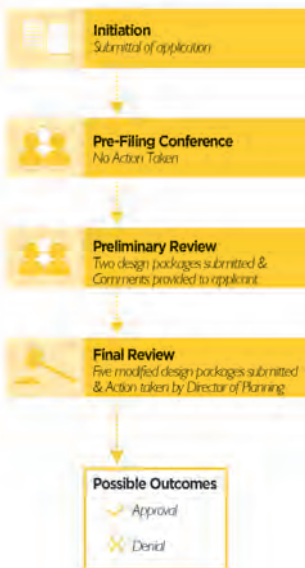 Initiation
Submittal of application
Pre-Filing Conference
No Action Taken
Preliminary Review
Two design packages submitted &
Comments provided to applicant
Final Review
Five modified design packages submitted
& Action taken by Director of Planning
Possible Outcomes
Approval
Denial